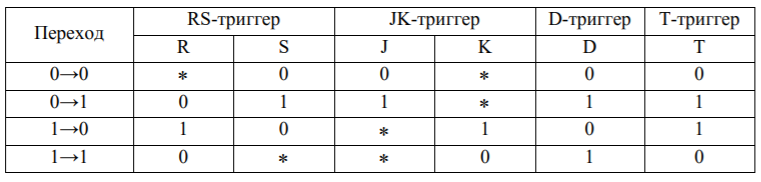 Переход RS-триггер JK-триггер D-триггер T-триггер
R S J K D T
0→0 * 0 0 * 0 0
0→1 0 1 1 * 1 1
1→0 1 0 * 1 0 1
1→1 0 * * 0 1 0